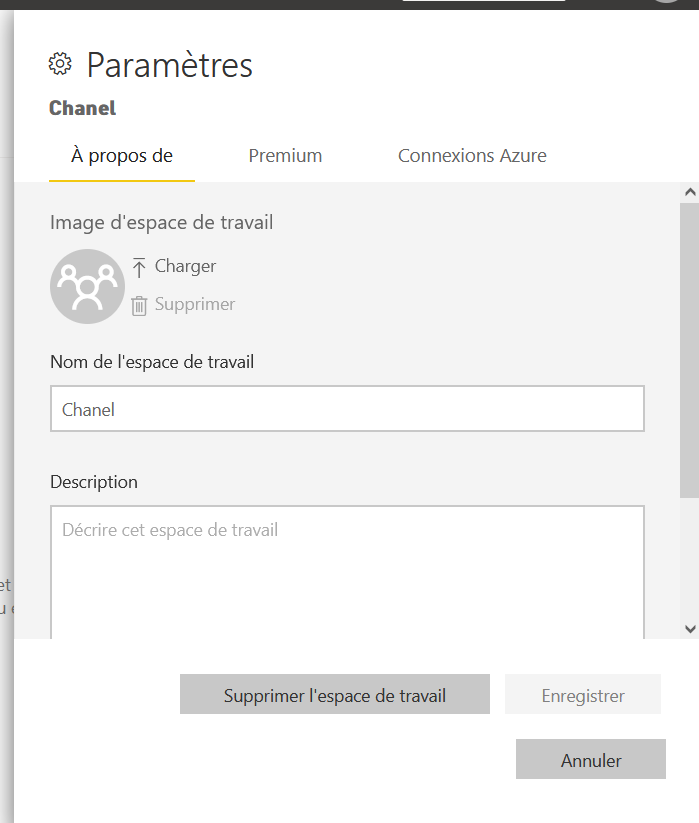 Paramètres
Chanel
À propos de Premium Connexions Azure
Image d'espace de travail
Charger
Supprimer
Nom de l'espace de travail
Chanel
Description
Décrire cet espace de travail
et
Supprimer l'espace de travail Enregistrer
Annuler